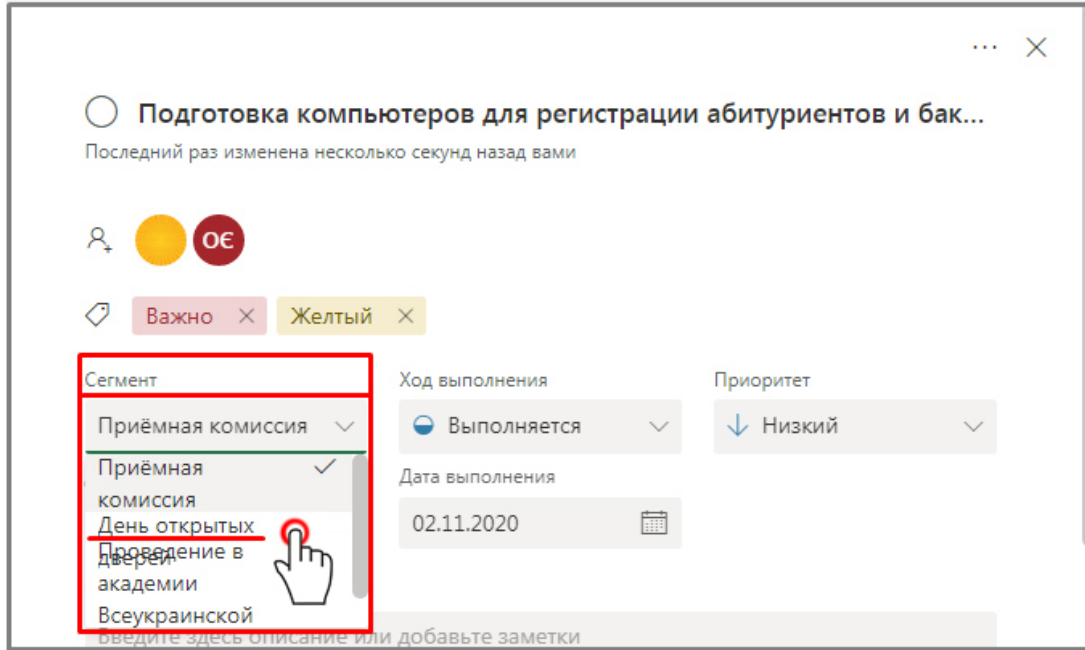 Подготовка компьютеров для регистрации абитуриентов и бак...
Последний раз изменена несколько секунд назад вами
ОЄ
Важно
Желтый
Сегмент
Ход выполнения
Приоритет
Приёмная комиссия
Выполняется
Низкий
Приёмная
комиссия
Дата выполнения
02.11.2020
День открытых
дверей
Проведение в
академии
Всеукраинской
Введите здесь описание или добавьте заметки